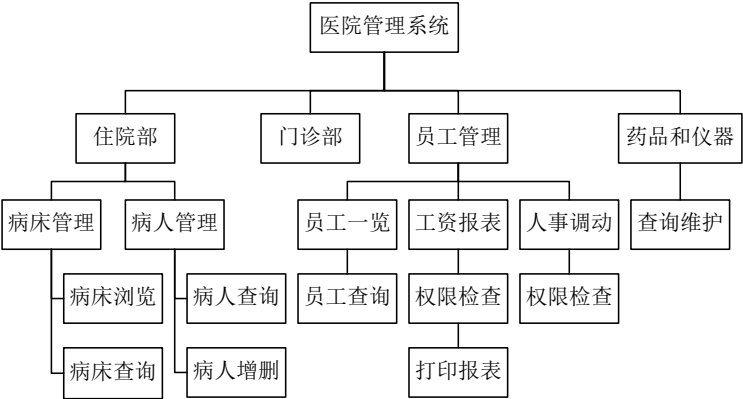 医院管理系统
住院部
门诊部
员工管理
药品和仪器
病床管理
病人管理
员工一览
工资报表
人事调动
查询维护
病床浏览
病人查询
员工查询
权限检查
权限检查
病床查询
病人增删
打印报表